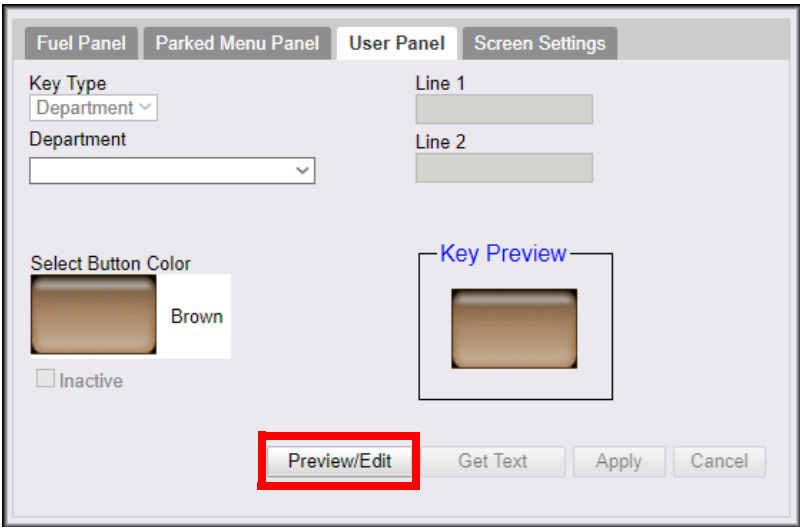 Fuel Panel Parked Menu Panel User Panel Screen Settings
Key Type
Department
Department
Line 1
Line 2
Select Button Color
Brown
Inactive
Key Preview
Preview/Edit Get Text Apply Cancel